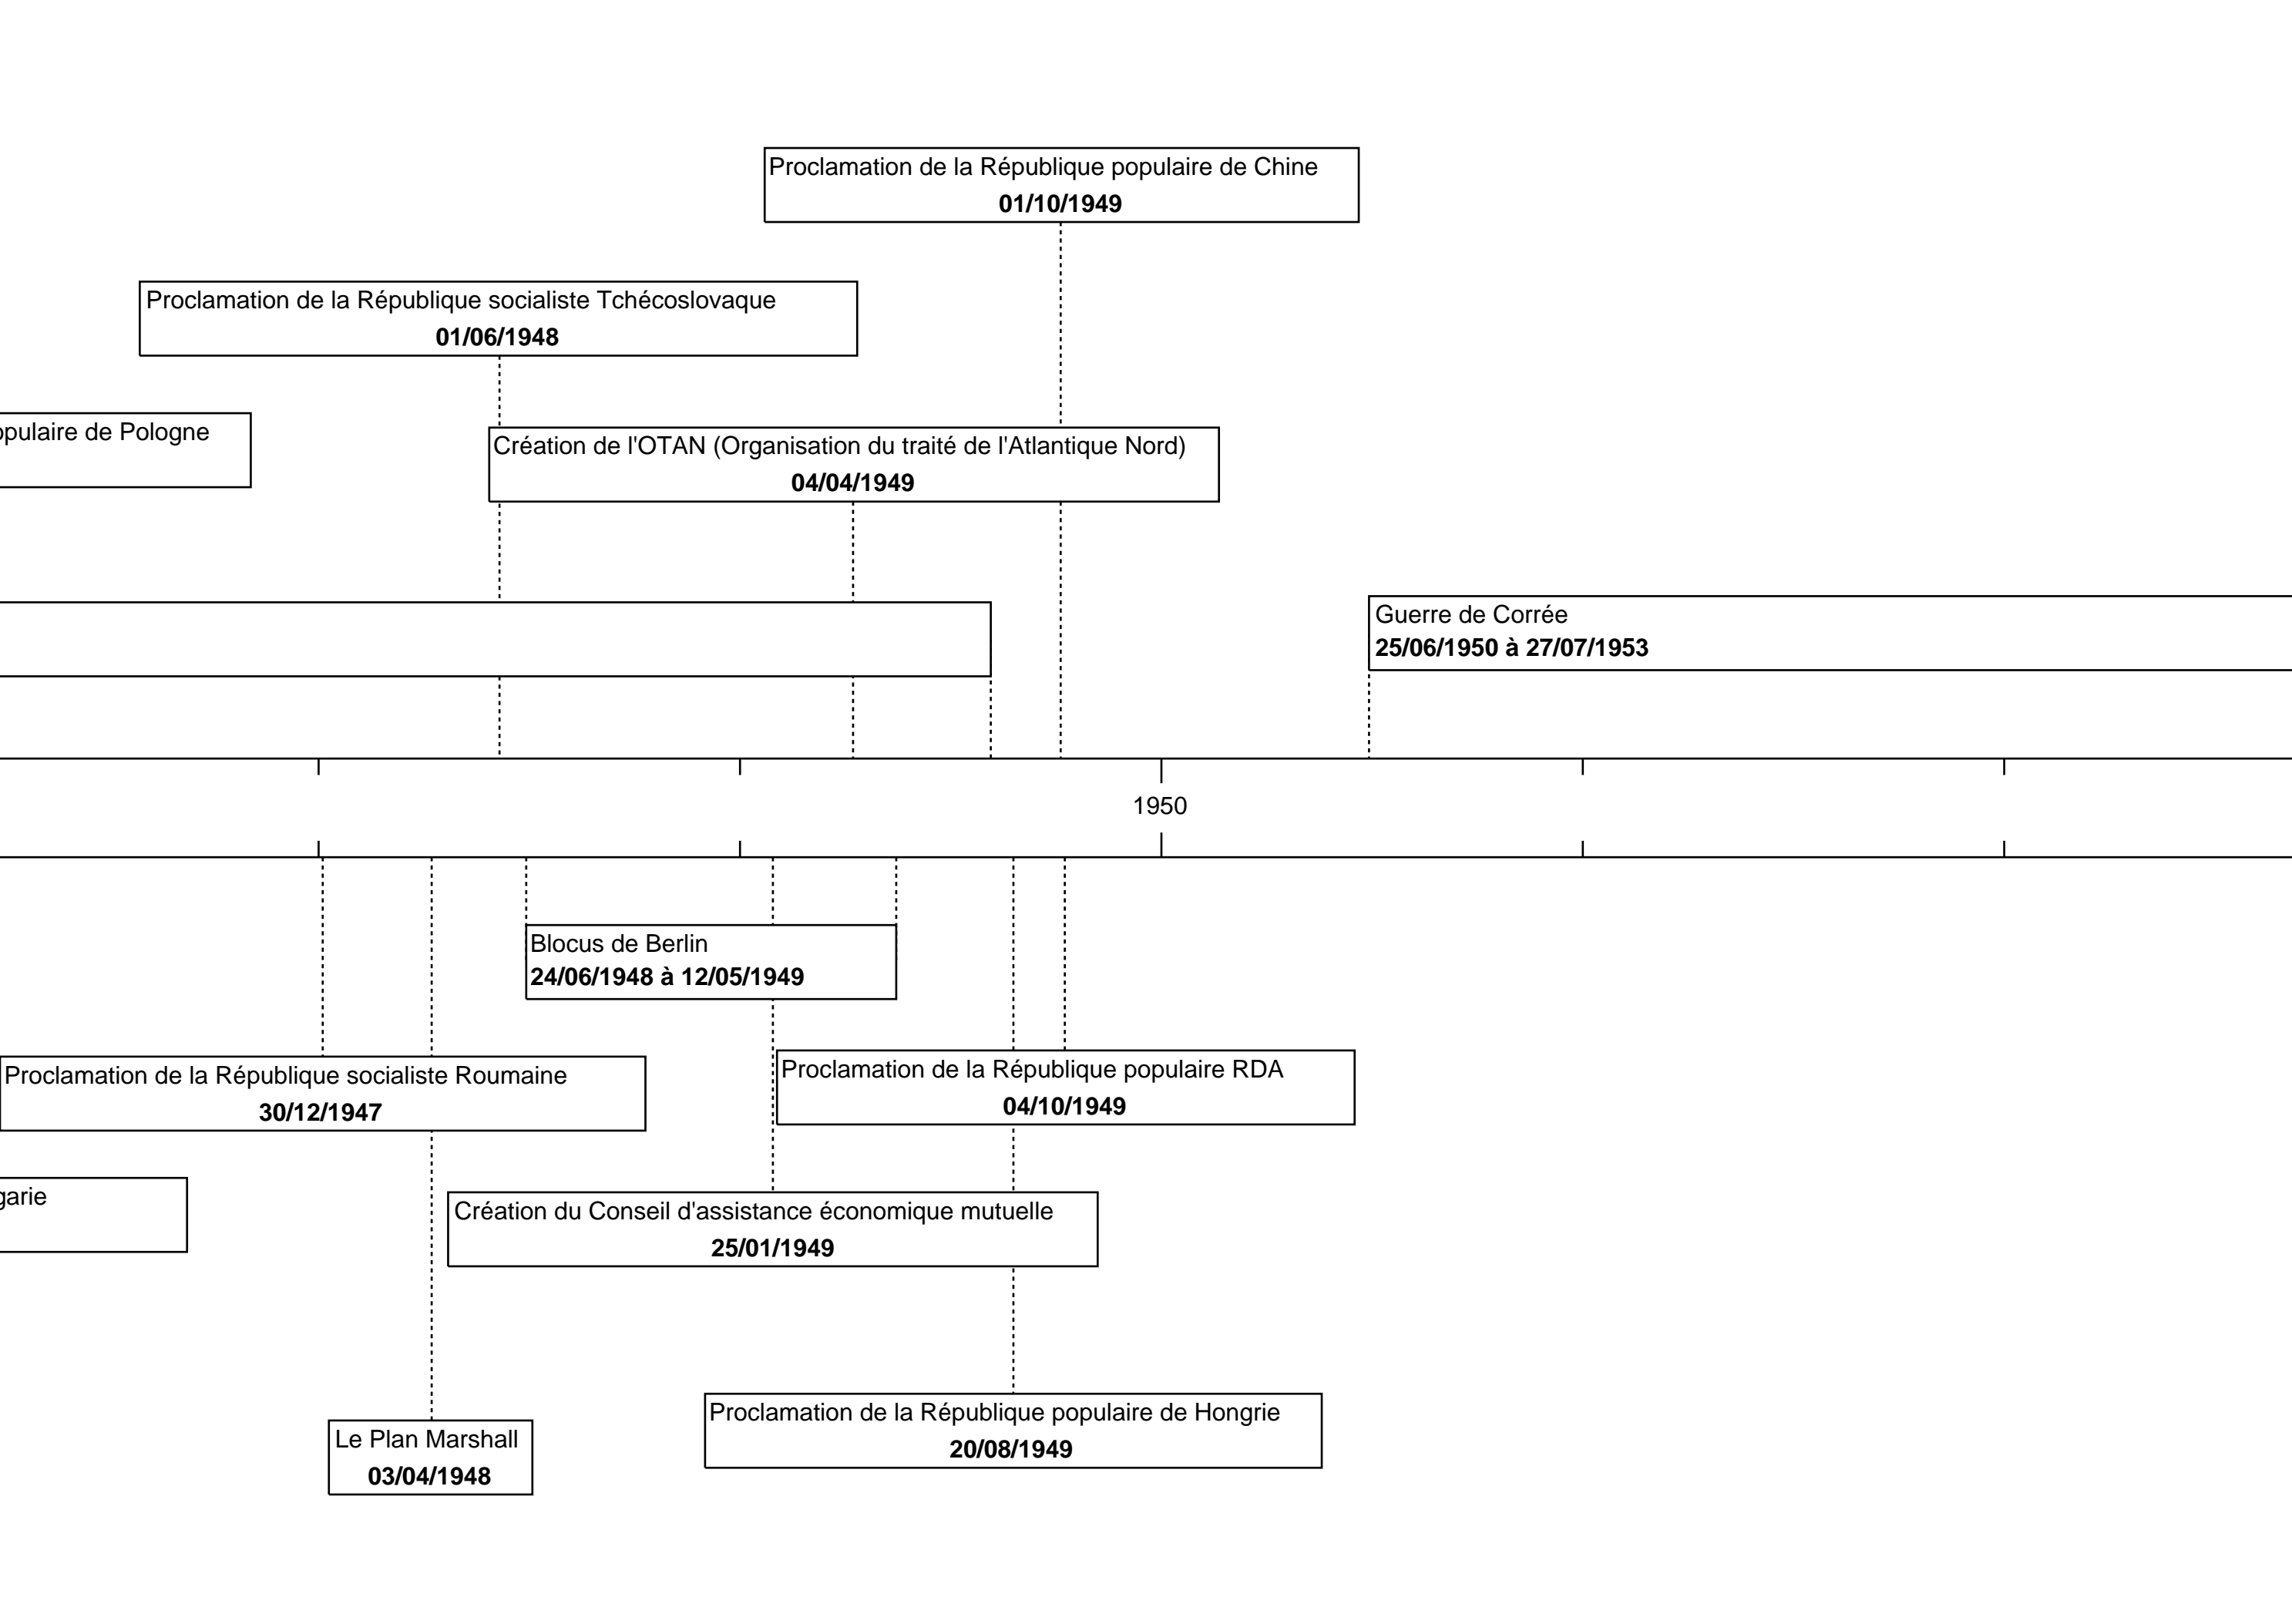 Proclamation de la République populaire de Chine
01/10/1949
Proclamation de la République socialiste Tchécoslovaque
01/06/1948
de Pologne
Création de l'OTAN (Organisation du traité de l'Atlantique Nord)
04/04/1949
Guerre de Corrée
25/06/1950 à 27/07/1953
1950
Blocus de Berlin
24/06/1948 à 12/05/1949
Proclamation de la République socialiste Roumaine
30/12/1947
Proclamation de la République populaire RDA
04/10/1949
Création du Conseil d'assistance économique mutuelle
25/01/1949
Le Plan Marshall
03/04/1948
Proclamation de la République populaire de Hongrie
20/08/1949